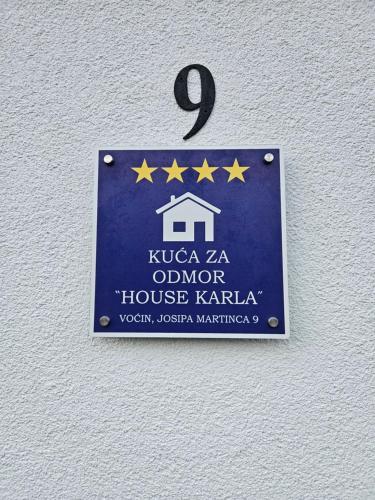 9
KUĆA ZA
ODMOR
"HOUSE KARLA"
VOĆIN, JOSIPA MARTINCA 9